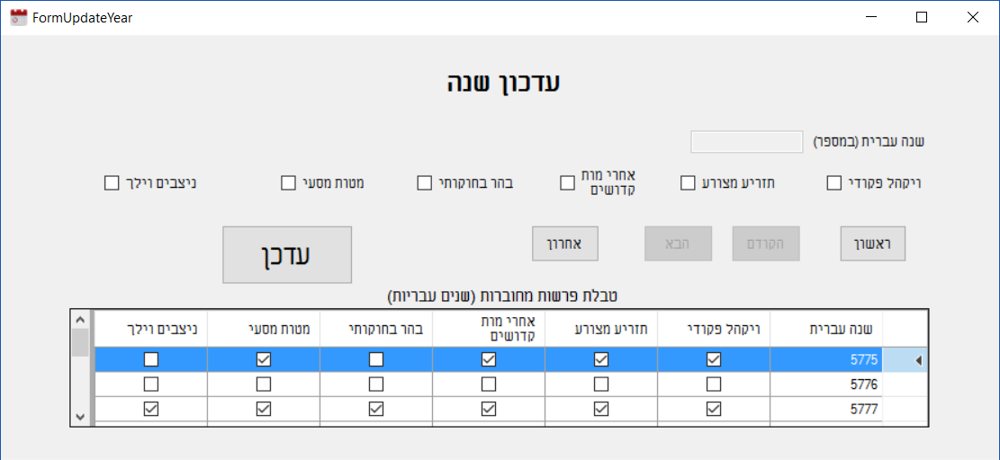 FormUpdateYear
עדכון שנה
שנה עברית (במספר)
ויקהל פקודי תזריע מצורע אחרי מות קדושים בהר בחוקותי מטות מסעי ניצבים וילך
ראשון הקודם הבא אחרון עדכן
טבלת פרשות מחוברות (שנים עבריות)
שנה עברית ויקהל פקודי תזריע מצורע אחרי מות קדושים בהר בחוקותי מטות מסעי ניצבים וילך
5775
5776
5777